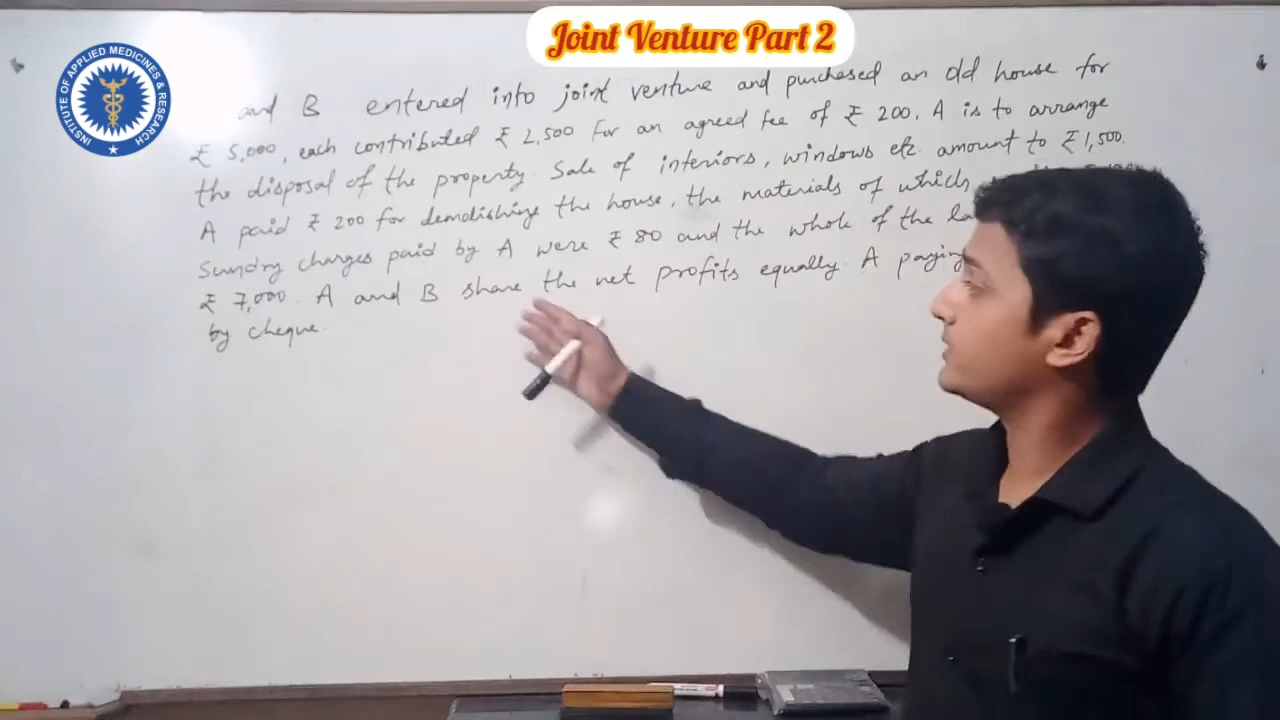 Joint Venture Part 2
INSTITUTE OF APPLIED MEDICINES & RESEARCH
and B entered into joint venture and purchased an old house for
₹ 5,000, each contributed ₹ 2,500 for an agreed fee of ₹ 200. A is to arrange
the disposal of the property. Sale of interiors, windows etc. amount to ₹ 1,500.
A paid ₹ 200 for demolishing the house, the materials of which
Sundry charges paid by A were ₹ 80 and the whole of the
₹ 7,000. A and B share the net profits equally. A paying
by cheque.